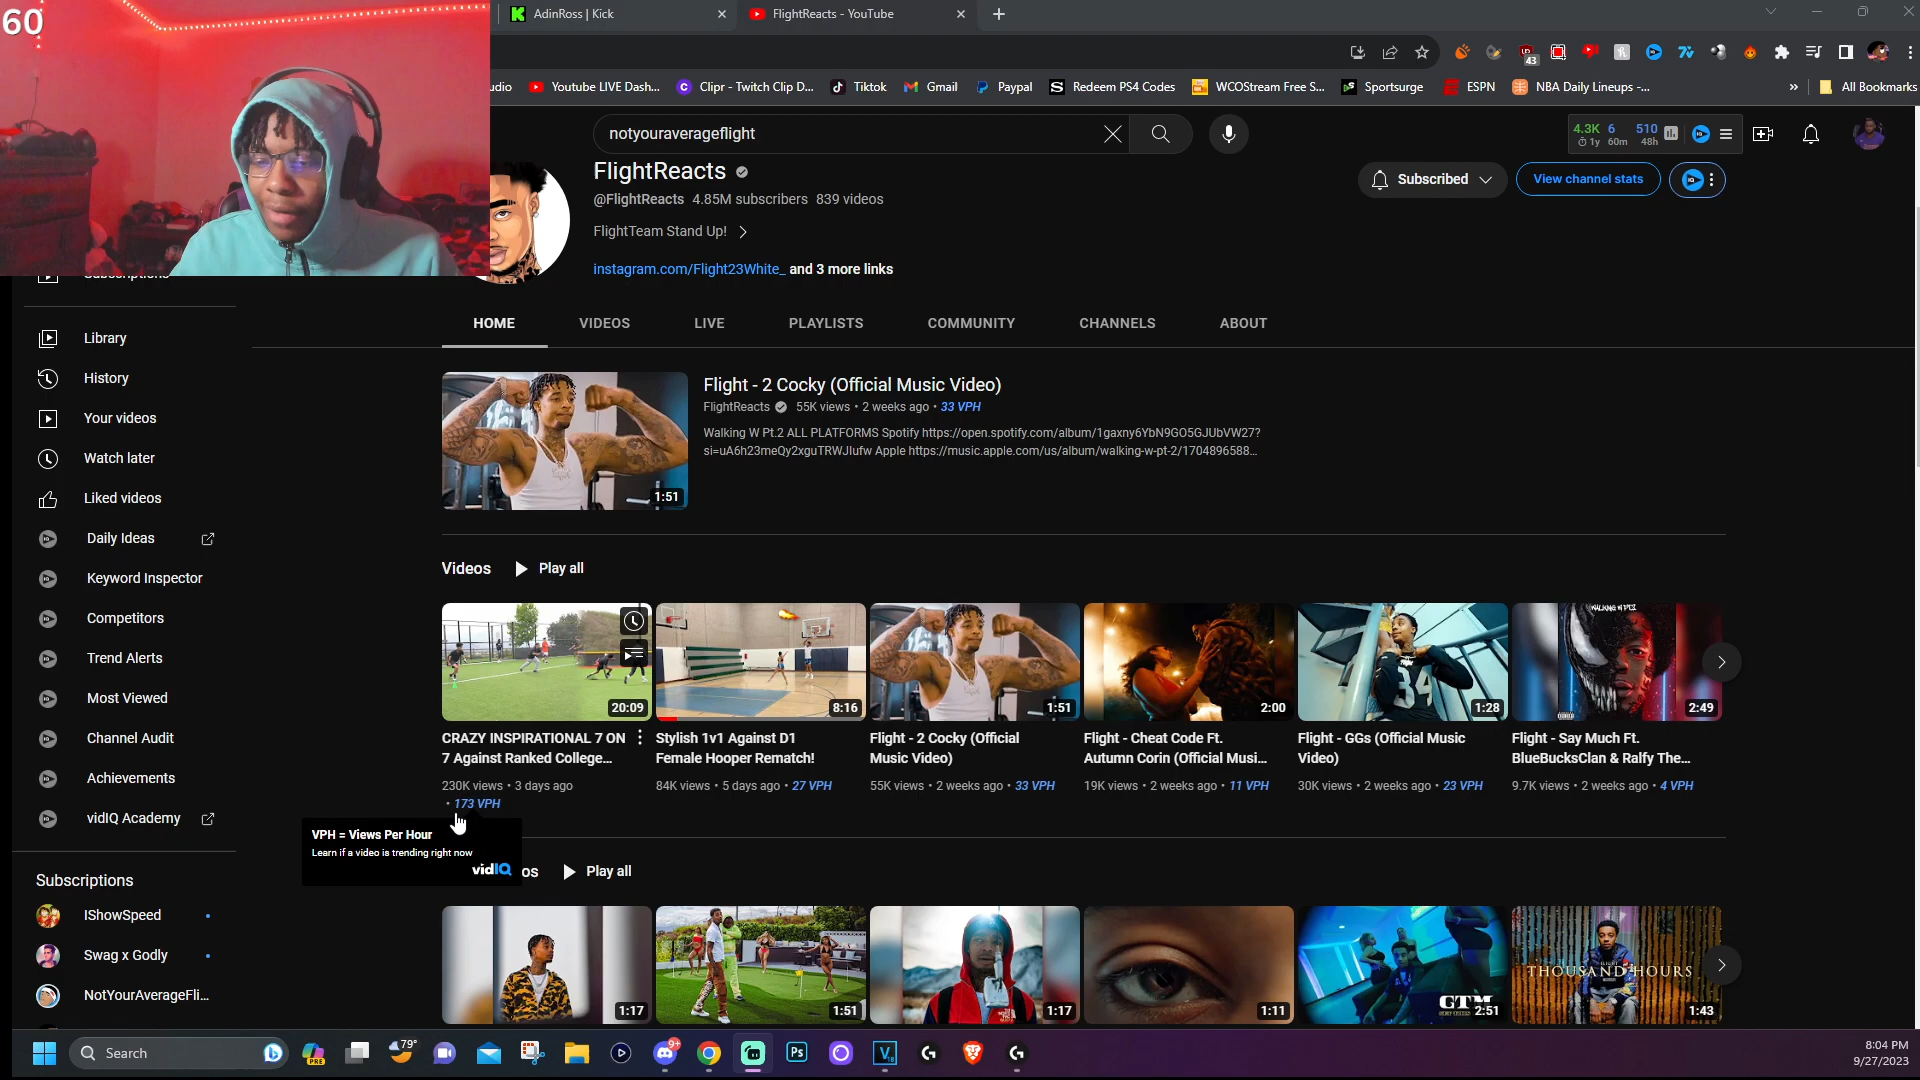 60
AdinRoss | Kick
FlightReacts - YouTube
43
udio
Youtube LIVE Dash...
Clipr - Twitch Clip D...
Tiktok
Gmail
Paypal
Redeem PS4 Codes
WCOStream Free S...
Sportsurge
ESPN
NBA Daily Lineups -...
»
All Bookmarks
notyouraverageflight
4.3K 6 510
1y 60m 48h
FlightReacts
@FlightReacts 4.85M subscribers 839 videos
FlightTeam Stand Up!
instagram.com/Flight23White_ and 3 more links
Subscribed
View channel stats
Subscriptions
HOME
VIDEOS
LIVE
PLAYLISTS
COMMUNITY
CHANNELS
ABOUT
Library
History
Your videos
Watch later
Liked videos
Daily Ideas
Keyword Inspector
Competitors
Trend Alerts
Most Viewed
Channel Audit
Achievements
vidIQ Academy
Subscriptions
IShowSpeed
Swag x Godly
NotYourAverageFli...
1:51
Flight - 2 Cocky (Official Music Video)
FlightReacts 55K views • 2 weeks ago • 33 VPH
Walking W Pt.2 ALL PLATFORMS Spotify https://open.spotify.com/album/1gaxny6YbN9GO5GJUbVW27?
si=uA6h23meQy2xguTRWJlufw Apple https://music.apple.com/us/album/walking-w-pt-2/1704896588...
Videos
Play all
20:09
CRAZY INSPIRATIONAL 7 ON
7 Against Ranked College...
230K views • 3 days ago
• 173 VPH
8:16
Stylish 1v1 Against D1
Female Hooper Rematch!
84K views • 5 days ago • 27 VPH
1:51
Flight - 2 Cocky (Official
Music Video)
55K views • 2 weeks ago • 33 VPH
2:00
Flight - Cheat Code Ft.
Autumn Corin (Official Musi...
19K views • 2 weeks ago • 11 VPH
34
1:28
Flight - GGs (Official Music
Video)
30K views • 2 weeks ago • 23 VPH
WALKING W PT.2
2:49
Flight - Say Much Ft.
BlueBucksClan & Ralfy The...
9.7K views • 2 weeks ago • 4 VPH
VPH = Views Per Hour
Learn if a video is trending right now
vidIQ
os
Play all
1:17
1:51
1:17
1:11
GTM
2:51
THOUSAND HOURS
1:43
Search
PRE
79°
9+
Ps
V
18
8:04 PM
9/27/2023